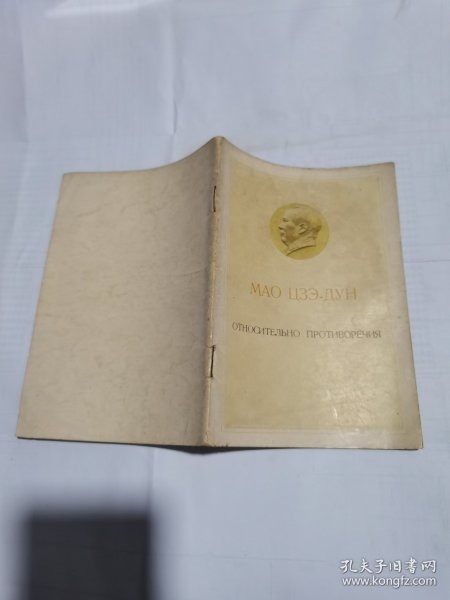 МАО ЦЗЭ-ДУН
ОТНОСИТЕЛЬНО ПРОТИВОРЕЧИЯ
孔夫子旧书网
www.kongfz.com